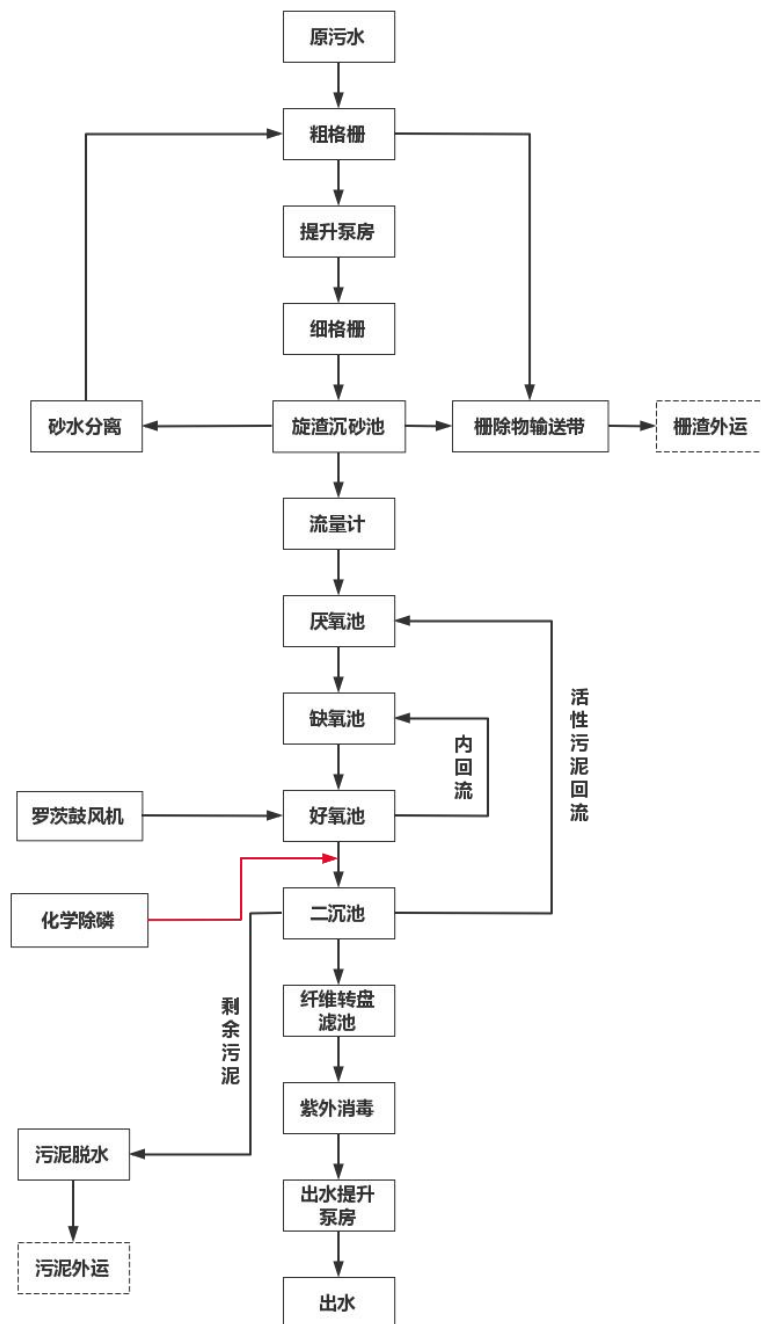 原污水
粗格栅
提升泵房
细格栅
砂水分离
旋渣沉砂池
栅除物输送带
栅渣外运
流量计
厌氧池
缺氧池
内回流
活性污泥回流
罗茨鼓风机
好氧池
化学除磷
二沉池
剩余污泥
纤维转盘
滤池
紫外消毒
污泥脱水
出水提升
泵房
污泥外运
出水